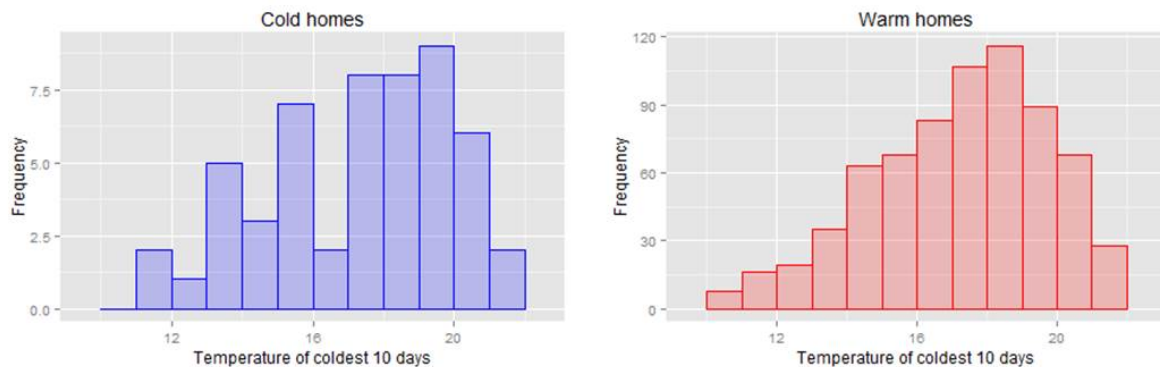 Cold homes
7.5
5.0
2.5
0.0
Frequency
12 16 20
Temperature of coldest 10 days
Warm homes
120
90
60
30
0
Frequency
12 16 20
Temperature of coldest 10 days